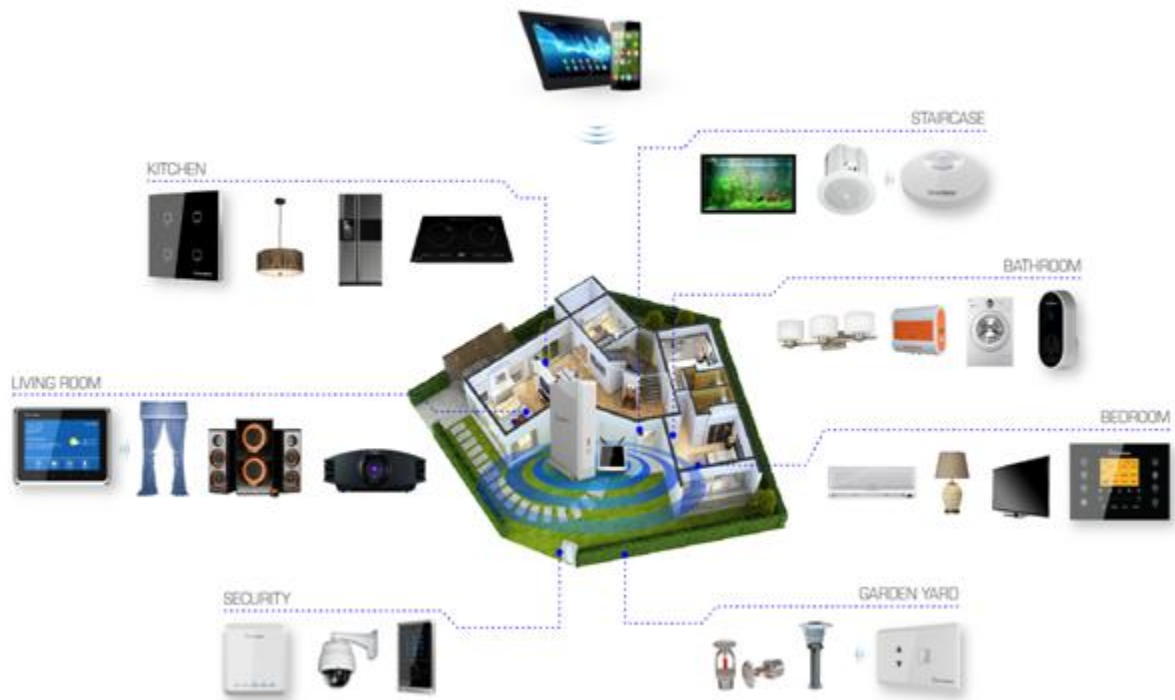 STAIRCASE
KITCHEN
BATHROOM
LIVING ROOM
BEDROOM
SECURITY
GARDEN YARD